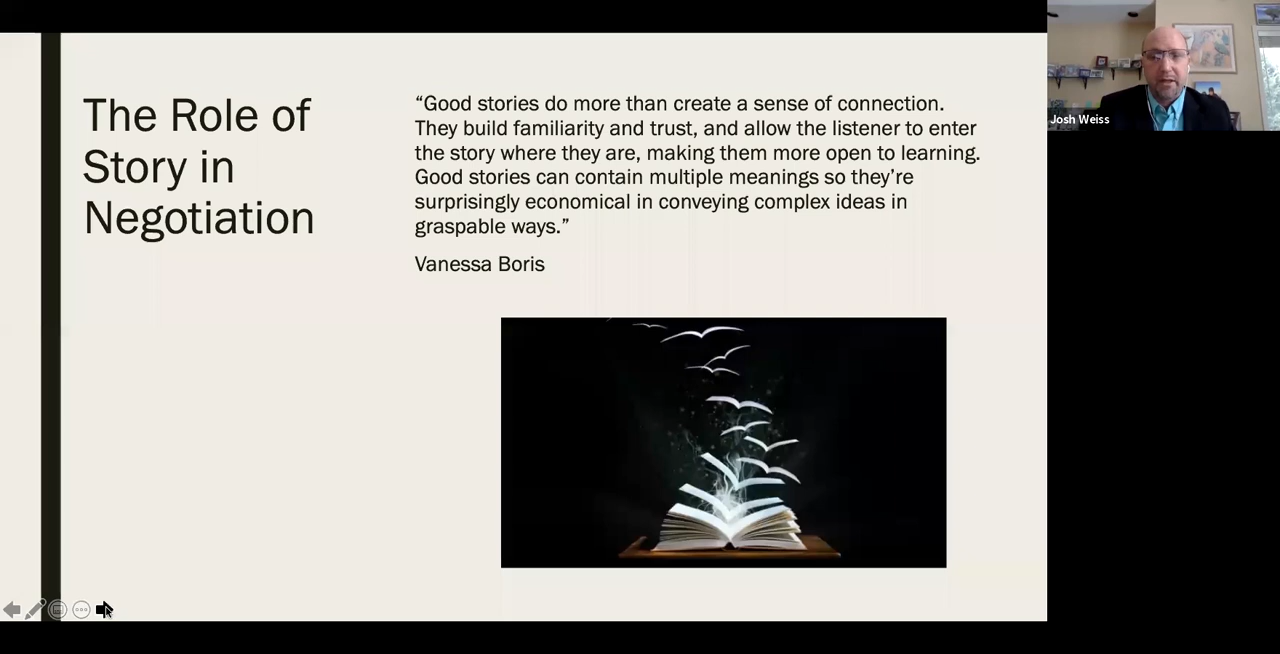 The Role of
Story in
Negotiation
“Good stories do more than create a sense of connection.
They build familiarity and trust, and allow the listener to enter
the story where they are, making them more open to learning.
Good stories can contain multiple meanings so they’re
surprisingly economical in conveying complex ideas in
graspable ways.”
Vanessa Boris
Josh Weiss